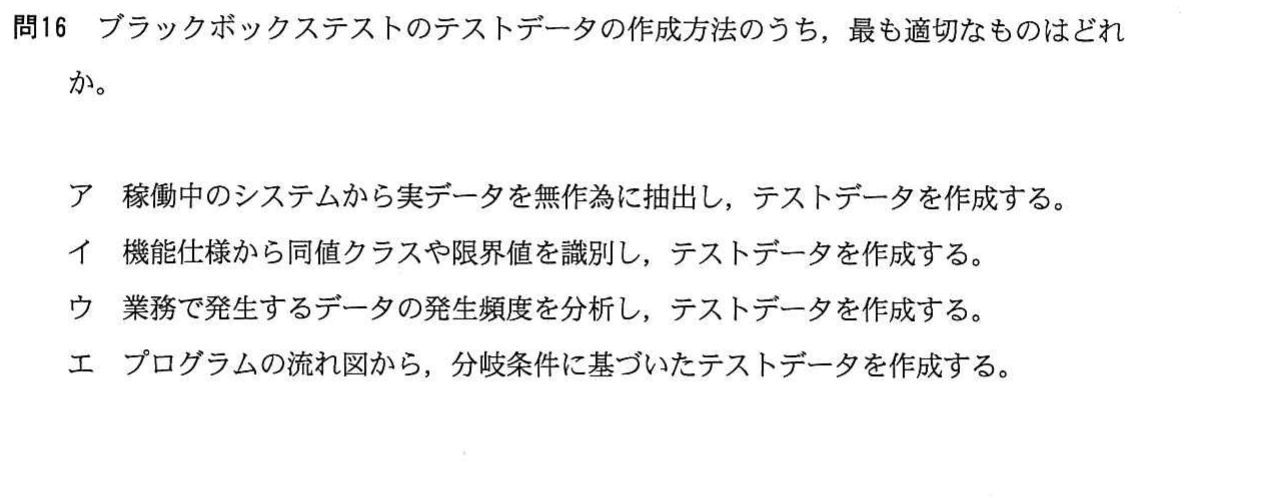 問16 ブラックボックステストのテストデータの作成方法のうち，最も適切なものはどれ
か。
ア 稼働中のシステムから実データを無作為に抽出し，テストデータを作成する。
イ 機能仕様から同値クラスや限界値を識別し，テストデータを作成する。
ウ 業務で発生するデータの発生頻度を分析し，テストデータを作成する。
エ プログラムの流れ図から，分岐条件に基づいたテストデータを作成する。